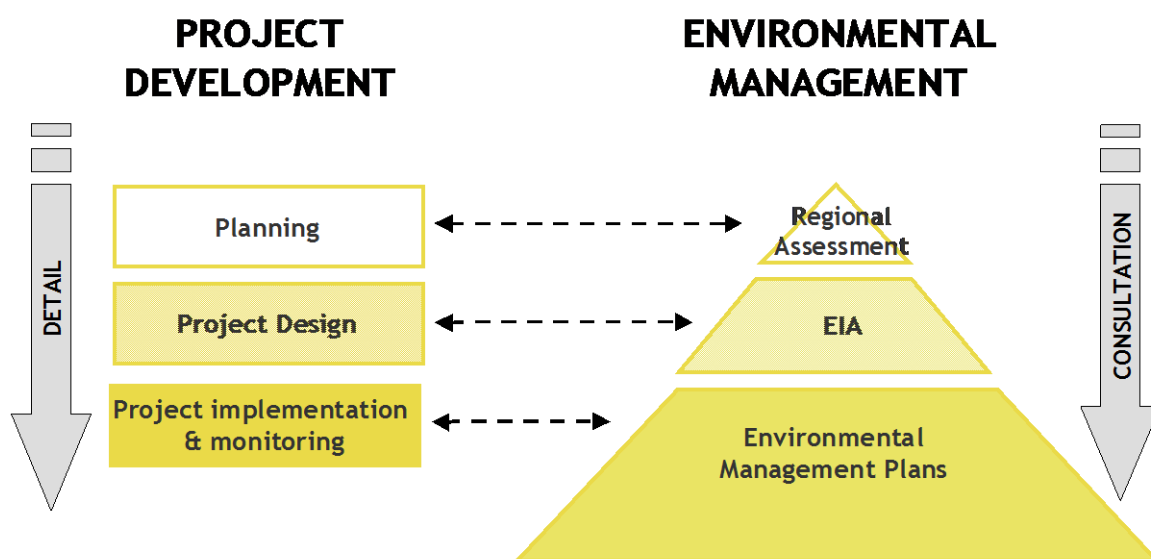 PROJECT
DEVELOPMENT
ENVIRONMENTAL
MANAGEMENT
DETAIL
Planning
Regional
Assessment
Project Design
EIA
Project implementation
& monitoring
Environmental
Management Plans
CONSULTATION